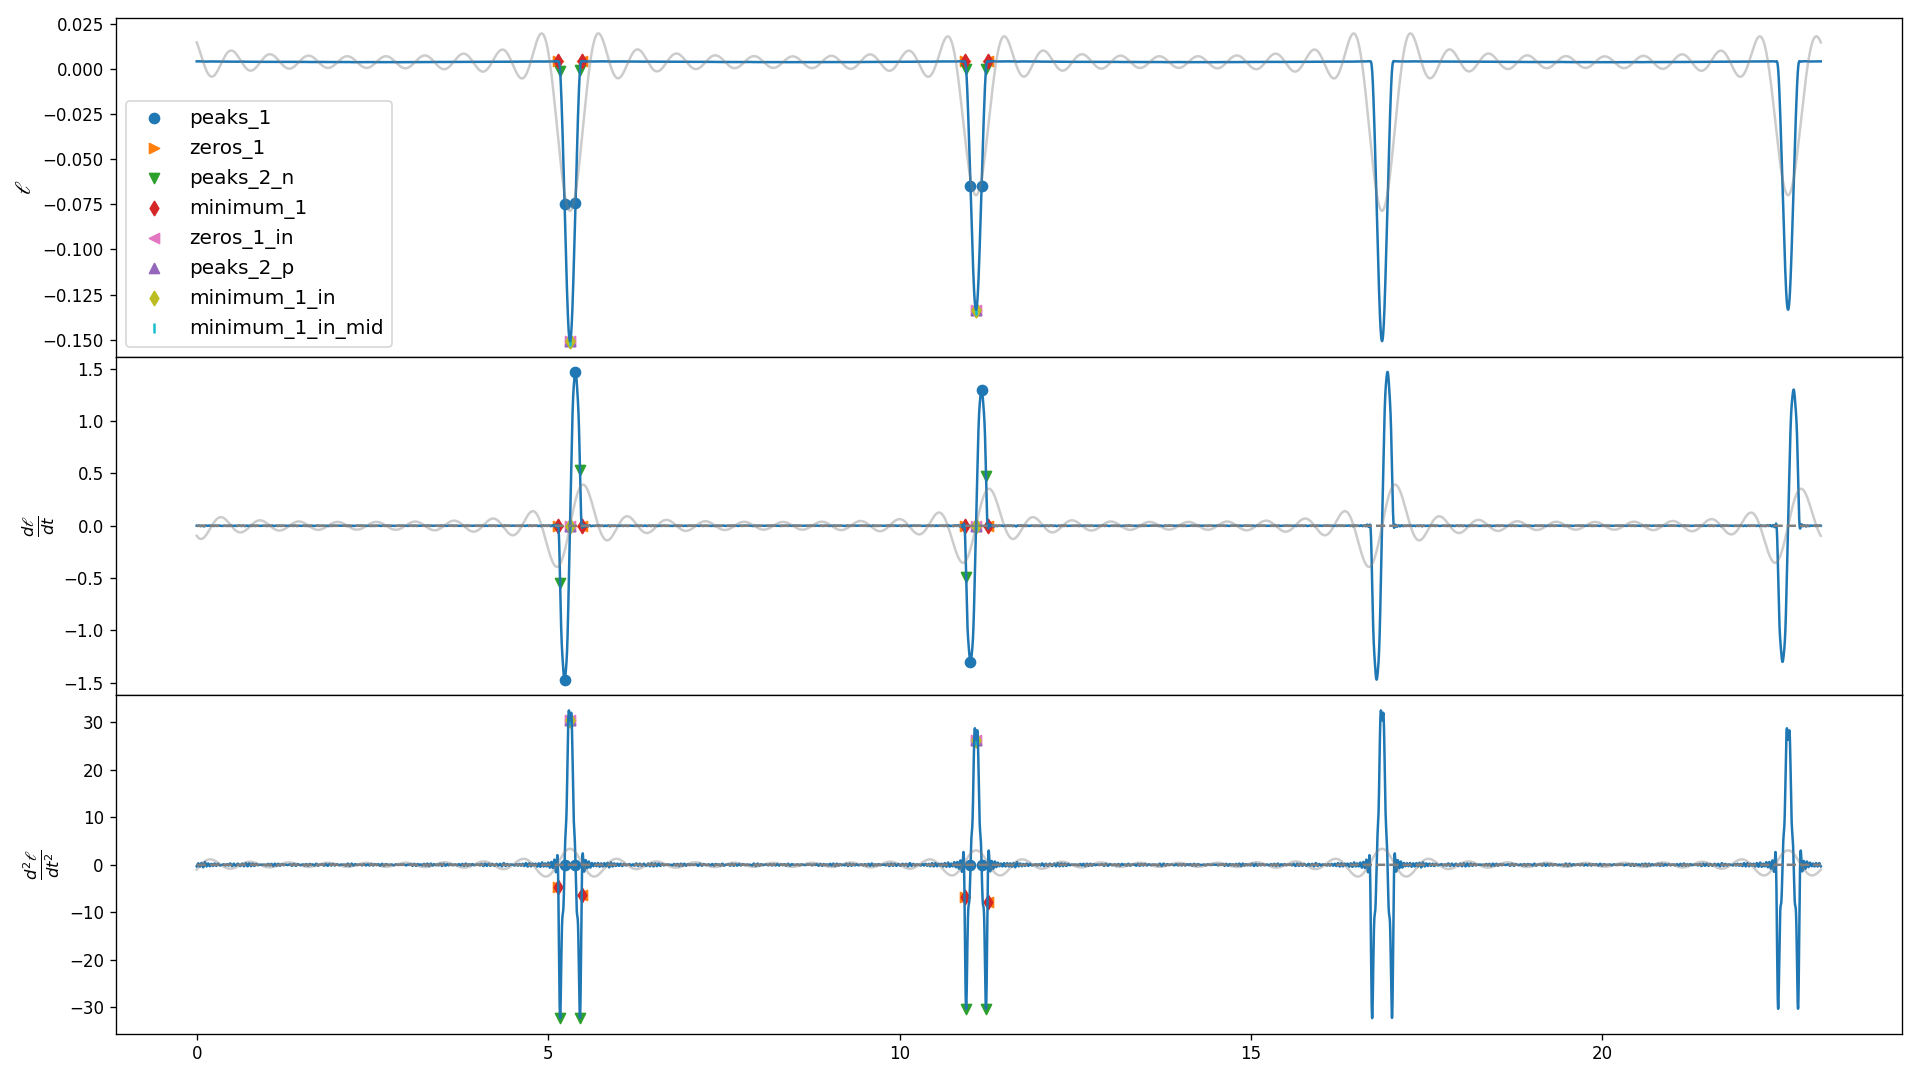 0.025
0.000
−0.025
−0.050
−0.075
−0.100
−0.125
−0.150
ℓ
peaks_1
zeros_1
peaks_2_n
minimum_1
zeros_1_in
peaks_2_p
minimum_1_in
minimum_1_in_mid
1.5
1.0
0.5
0.0
−0.5
−1.0
−1.5
dℓ
dt
30
20
10
0
−10
−20
−30
d²ℓ
dt²
0 5 10 15 20